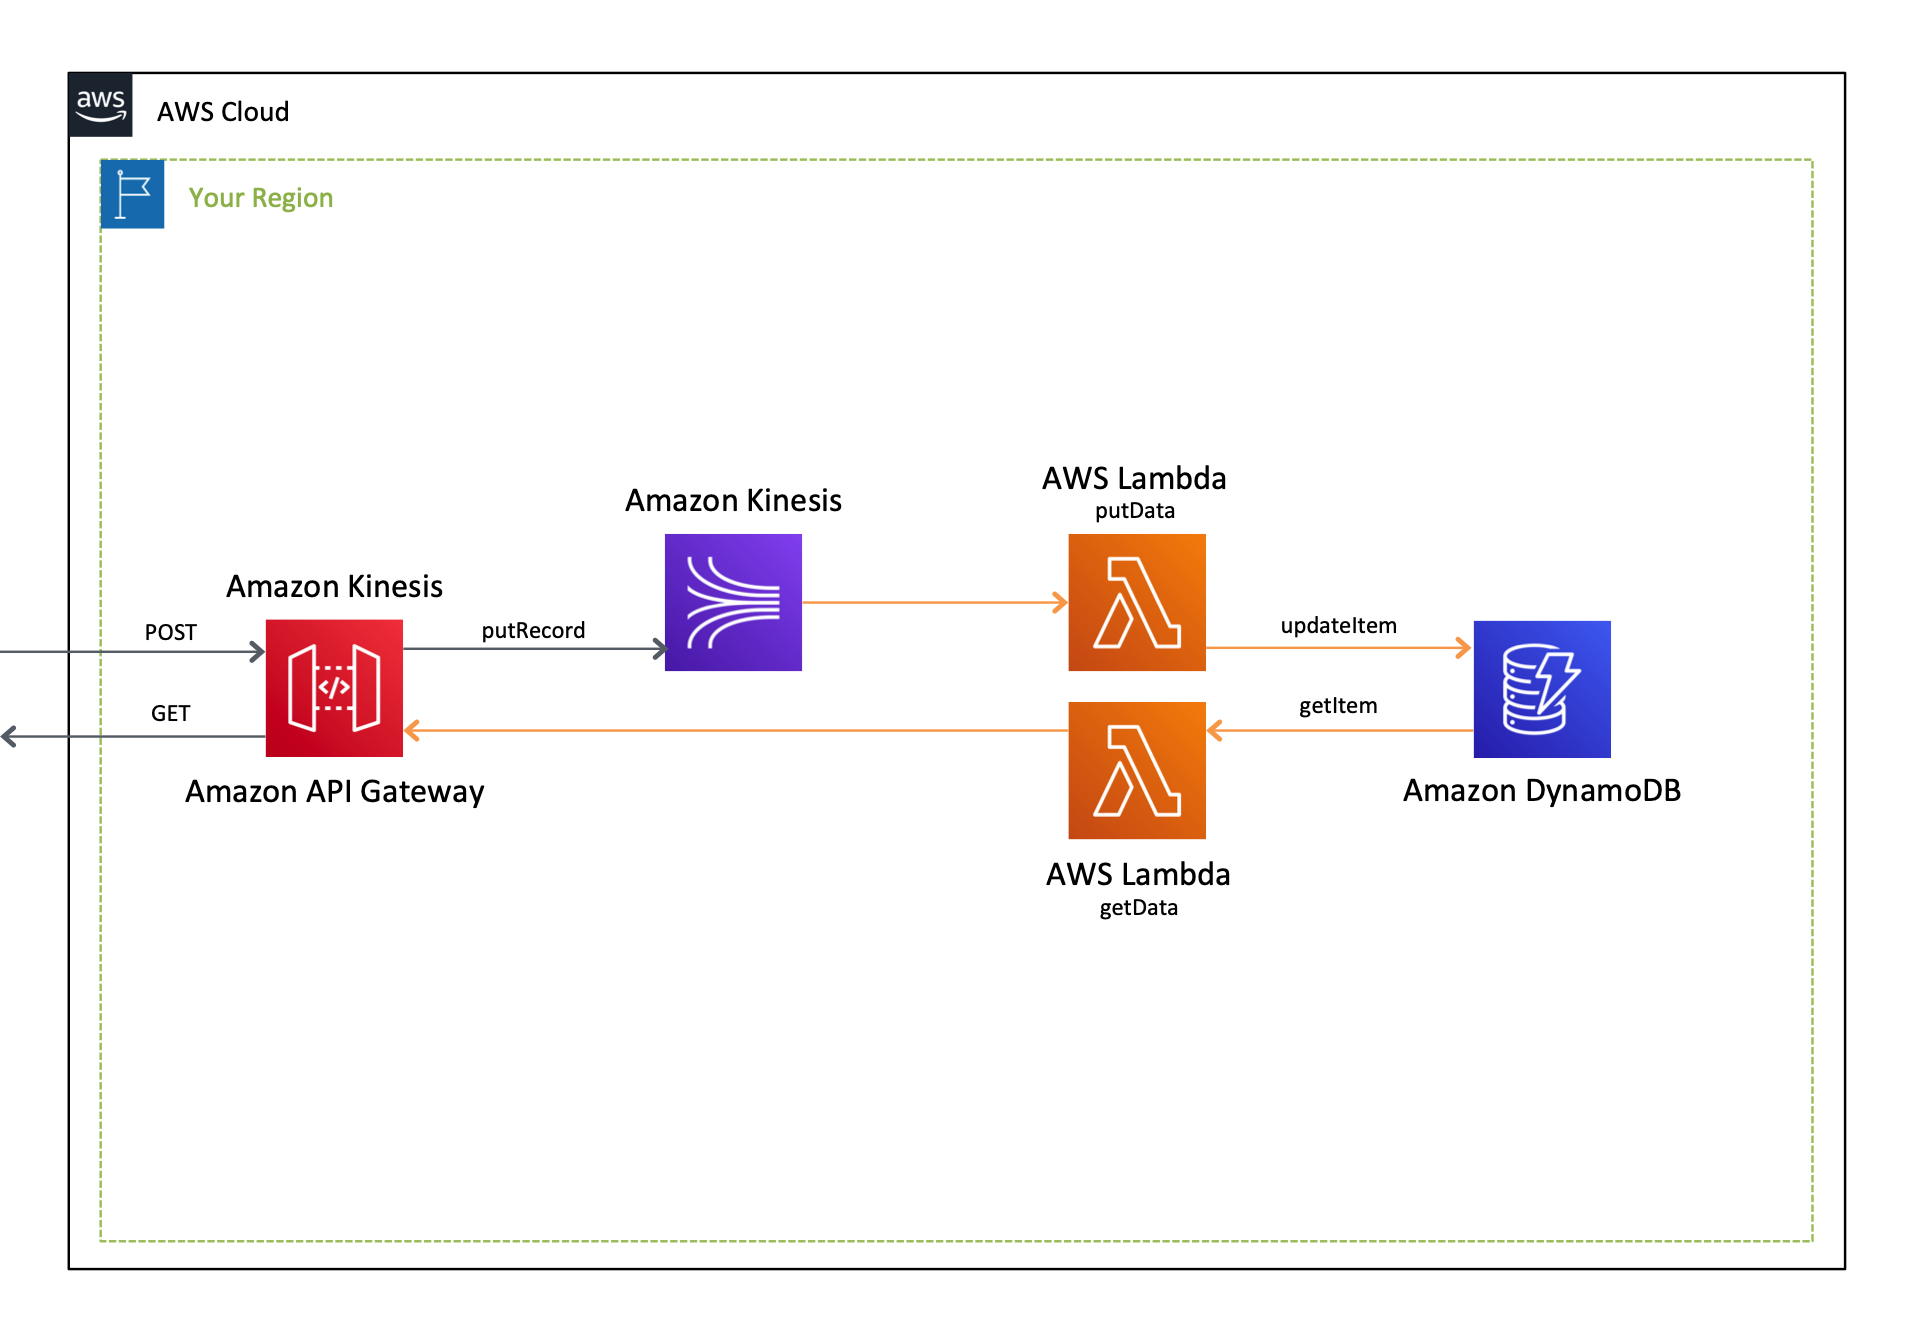 aws
AWS Cloud
Your Region
AWS Lambda
putData
Amazon Kinesis
Amazon Kinesis
POST
putRecord
updateItem
GET
getItem
</>
Amazon API Gateway
Amazon DynamoDB
AWS Lambda
getData